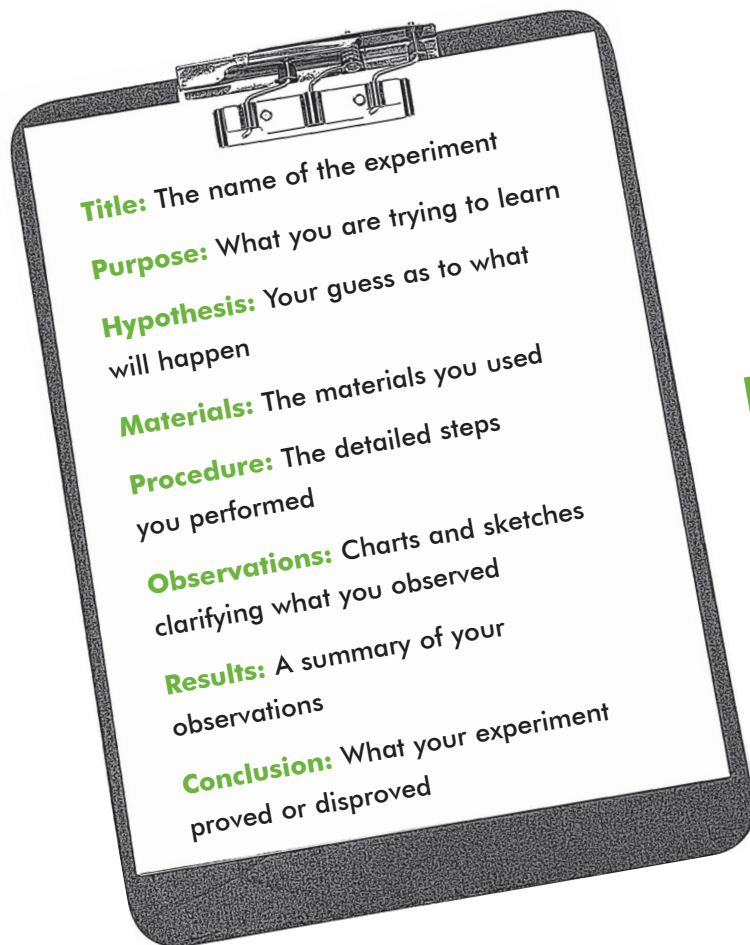 Title: The name of the experiment
Purpose: What you are trying to learn
Hypothesis: Your guess as to what
will happen
Materials: The materials you used
Procedure: The detailed steps
you performed
Observations: Charts and sketches
clarifying what you observed
Results: A summary of your
observations
Conclusion: What your experiment
proved or disproved